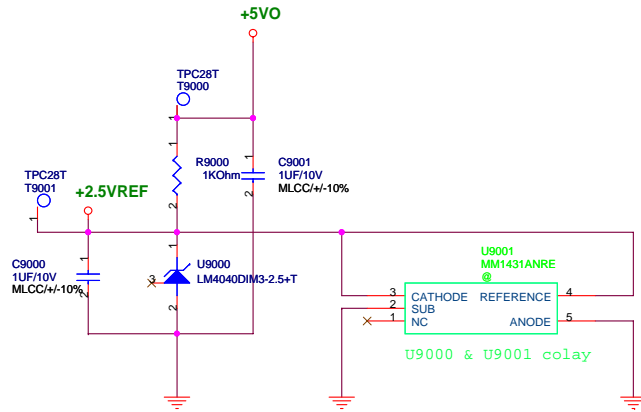 +5VO
TPC28T
T9000
1
1
1
TPC28T
T9001
R9000
1KOhm
C9001
1UF/10V
MLCC/+/-10%
+2.5VREF
1
2
2
C9000
1UF/10V
MLCC/+/-10%
1
2
1
3
2
U9000
LM4040DIM3-2.5+T
U9001
MM1431ANRE
@
3
2
1
CATHODE
SUB
NC
REFERENCE
ANODE
4
5
U9000 & U9001 colay